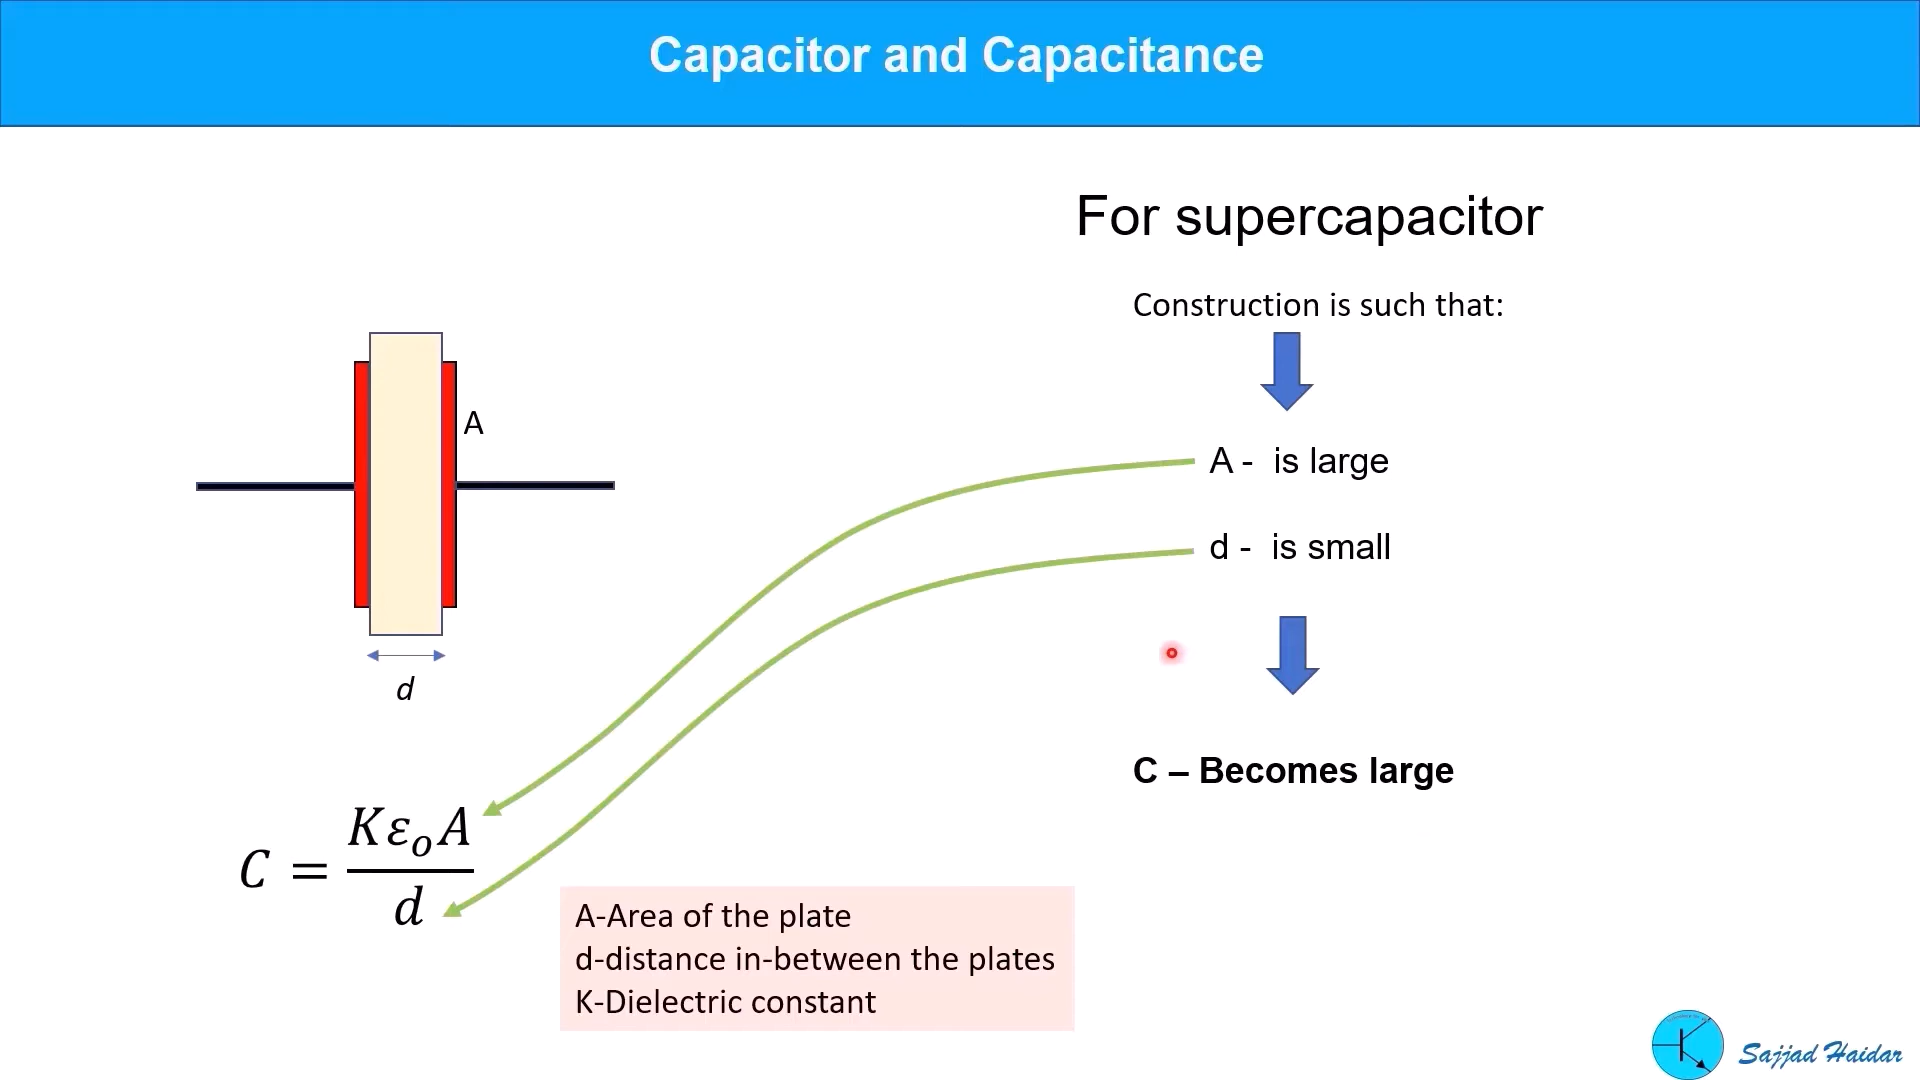 Capacitor and Capacitance
For supercapacitor
Construction is such that:
A
A - is large
d - is small
d
C – Becomes large
C = Kε₀A / d
A-Area of the plate
d-distance in-between the plates
K-Dielectric constant
Sajjad Haidar